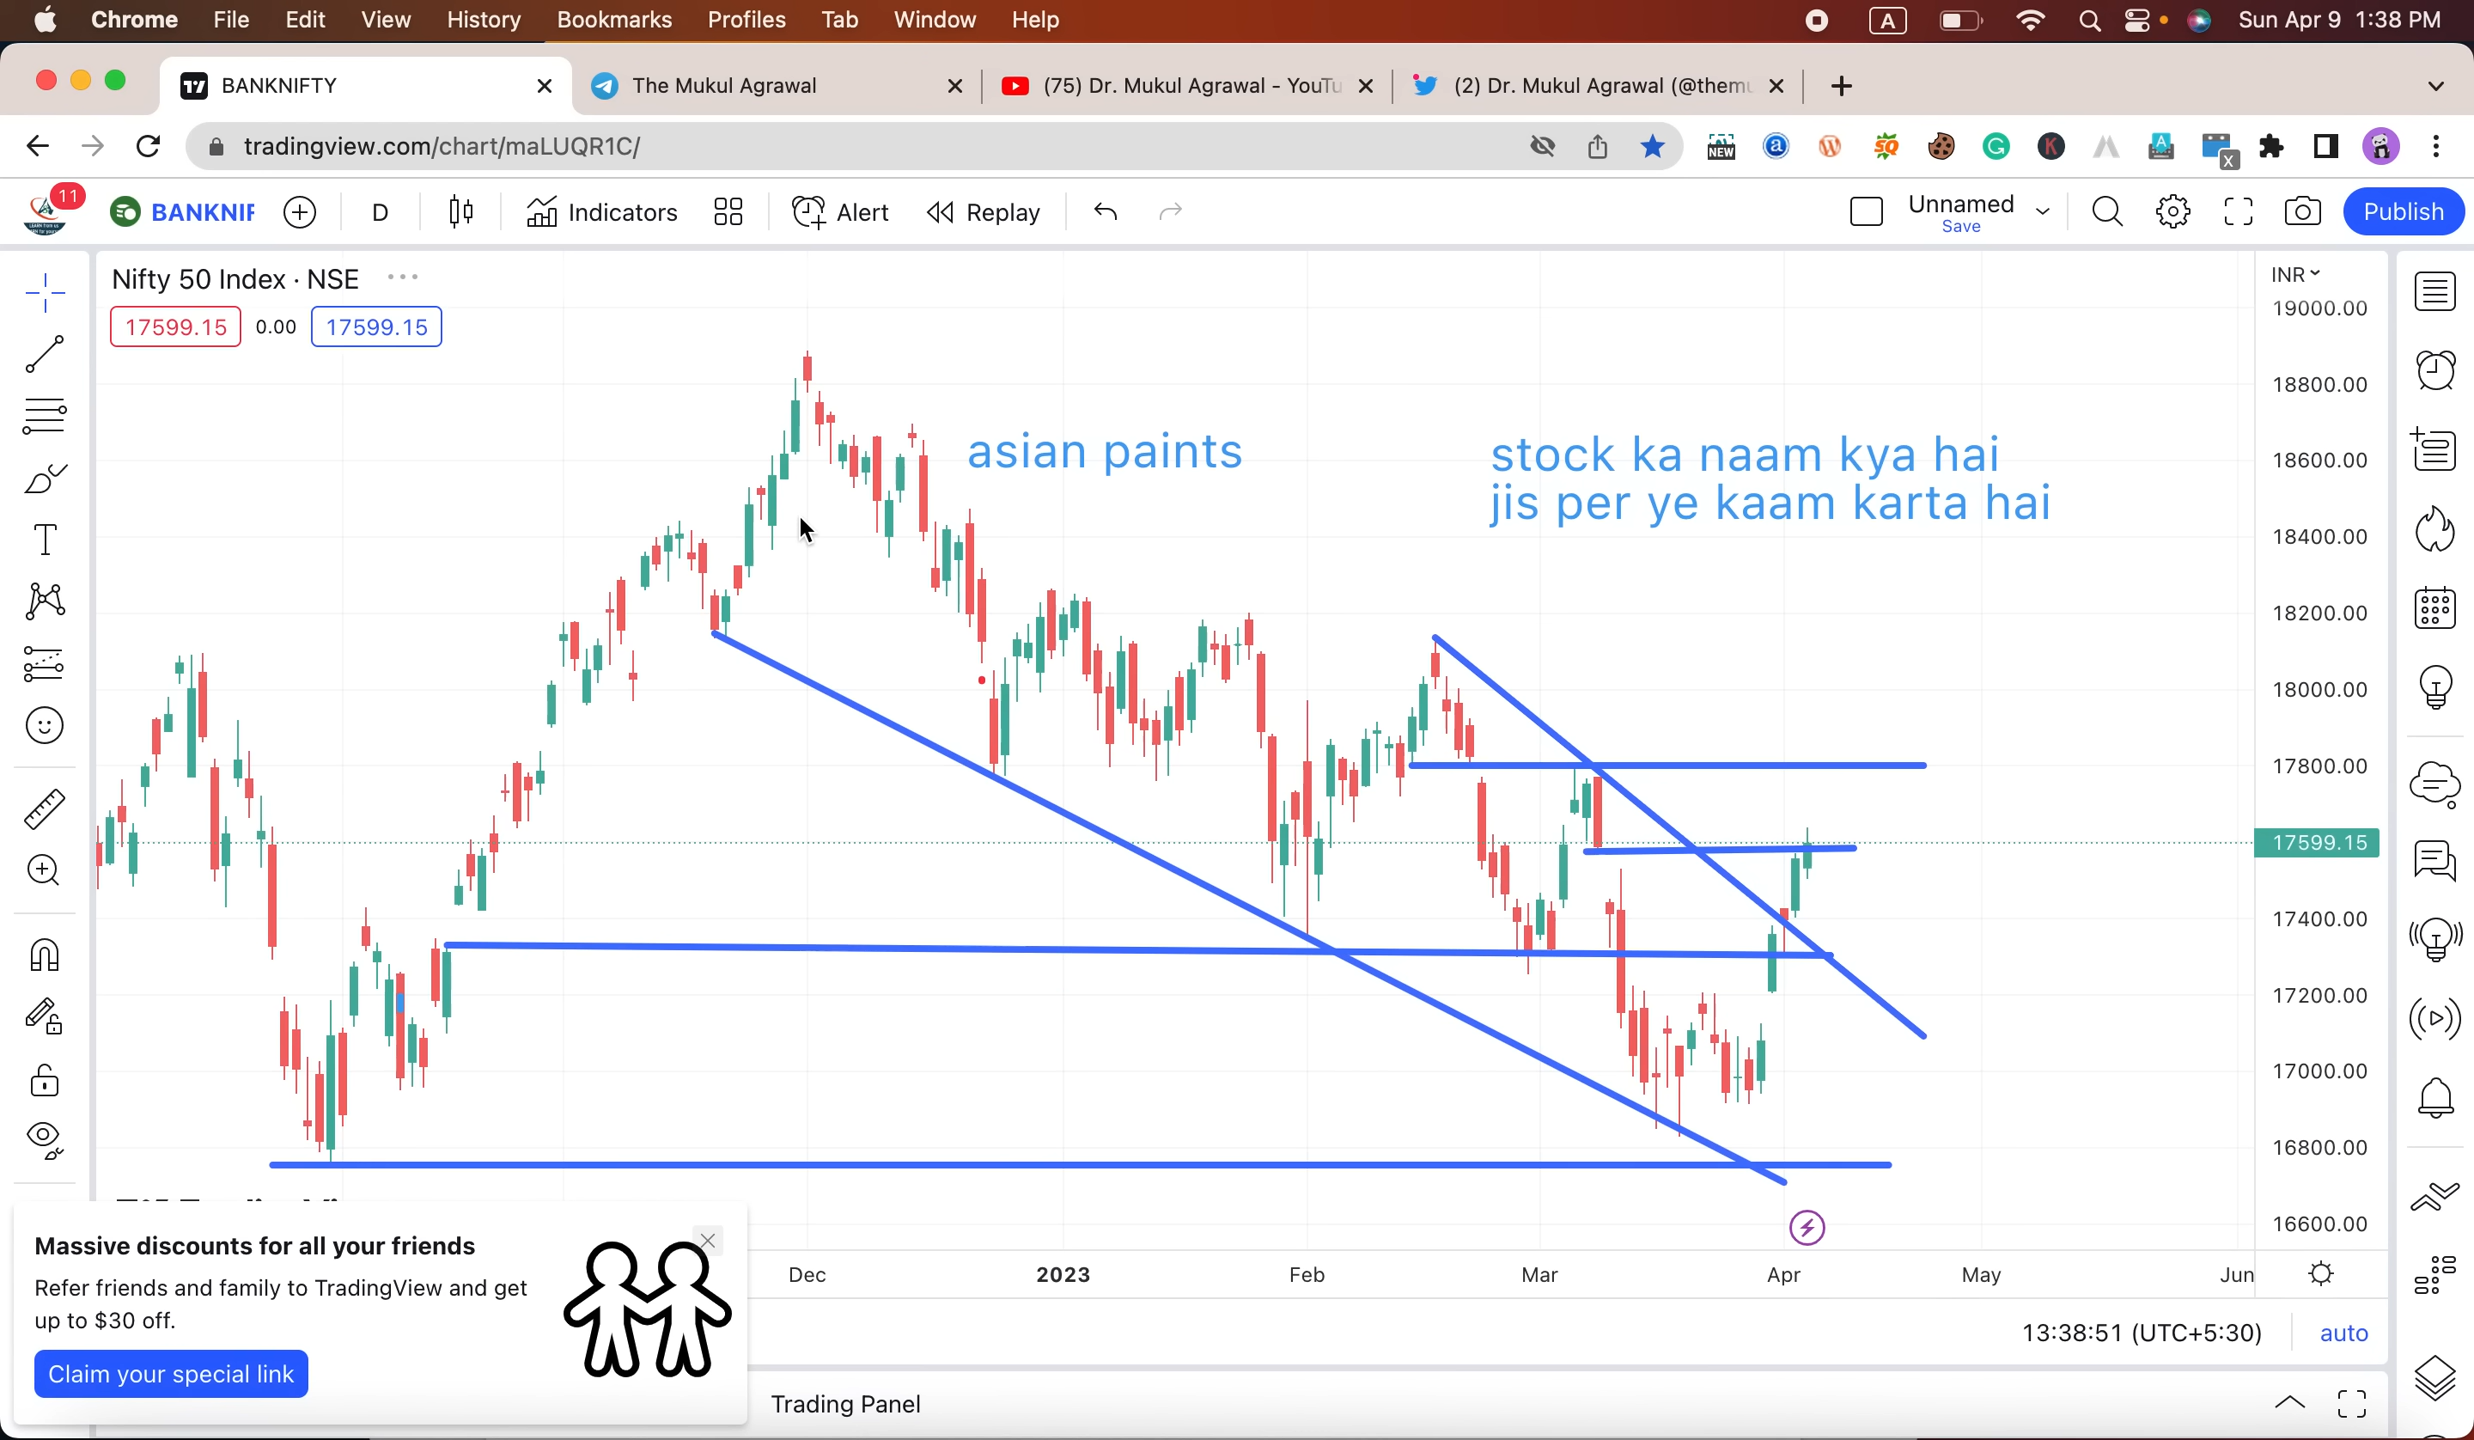 Chrome File Edit View History Bookmarks Profiles Tab Window Help
A
Sun Apr 9 1:38 PM
BANKNIFTY
The Mukul Agrawal
(75) Dr. Mukul Agrawal - YouTu
(2) Dr. Mukul Agrawal (@themu
tradingview.com/chart/maLUQR1C/
NEW
a
SQ
G
K
A
X
11
BANKNIF
D
Indicators
Alert
Replay
Unnamed
Save
Publish
Nifty 50 Index · NSE
17599.15 0.00 17599.15
INR
19000.00
18800.00
asian paints
stock ka naam kya hai
jis per ye kaam karta hai
18600.00
18400.00
18200.00
18000.00
17800.00
17599.15
17400.00
17200.00
17000.00
16800.00
16600.00
Massive discounts for all your friends
Refer friends and family to TradingView and get
up to $30 off.
Claim your special link
Dec 2023 Feb Mar Apr May Jun
13:38:51 (UTC+5:30) auto
Trading Panel